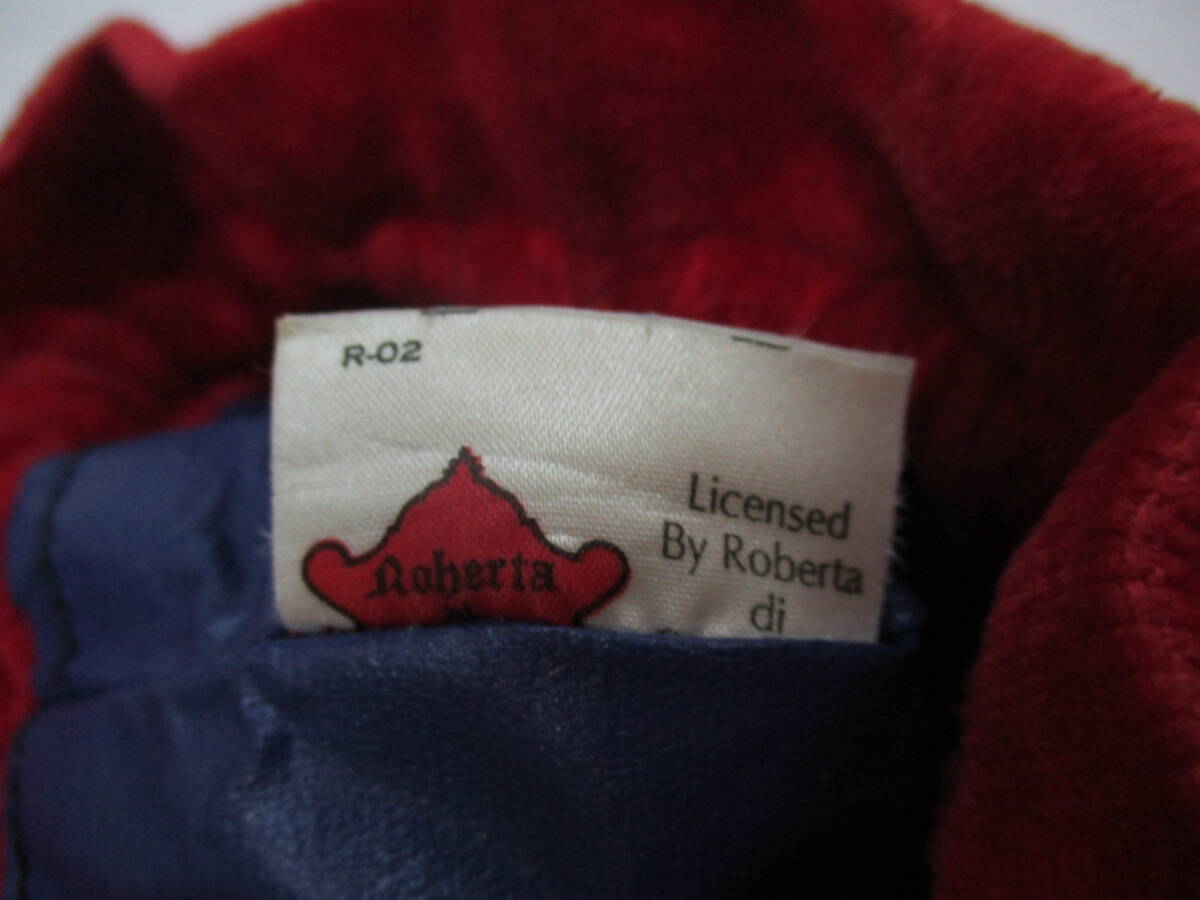 R-02
Roberta
Licensed
By Roberta
di